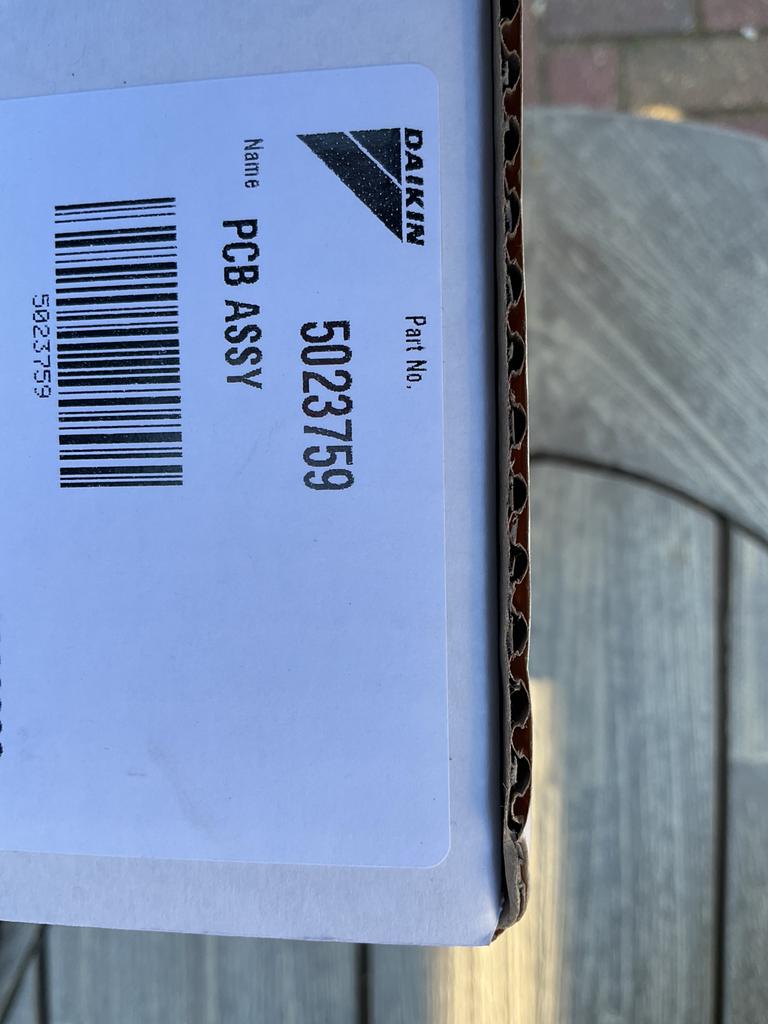 DAIKIN
Part No.
5023759
Name
PCB ASSY
5023759